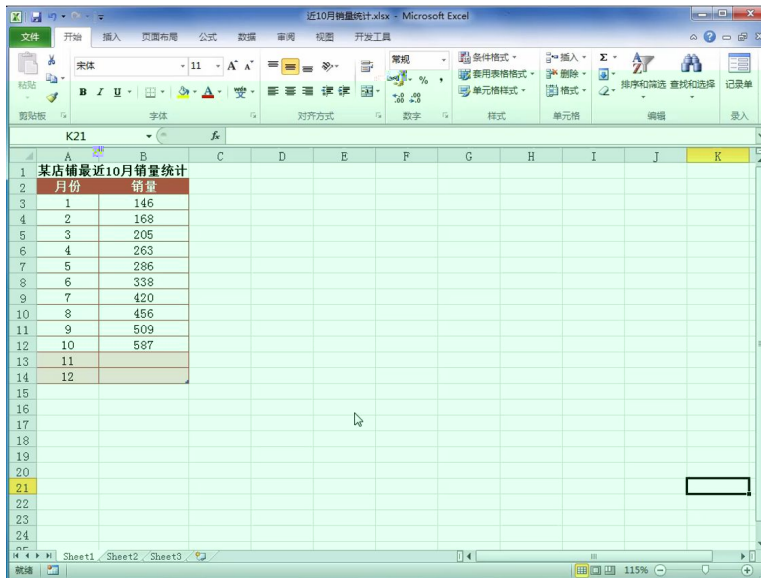 近10月销量统计.xlsx - Microsoft Excel
文件 开始 插入 页面布局 公式 数据 审阅 视图 开发工具
宋体 11 A A 常规 条件格式 插入 Σ
粘贴 B I U A 变 % , 套用表格格式 删除 排序和筛选 查找和选择 记录单
.00 单元格样式 格式
剪贴板 字体 对齐方式 数字 样式 单元格 编辑 录入
K21 fx
A B C D E F G H I J K
1 某店铺最近10月销量统计
2 月份 销量
3 1 146
4 2 168
5 3 205
6 4 263
7 5 286
8 6 338
9 7 420
10 8 456
11 9 509
12 10 587
13 11
14 12
15
16
17
18
19
20
21
22
23
24
25
Sheet1 Sheet2 Sheet3
就绪 115%